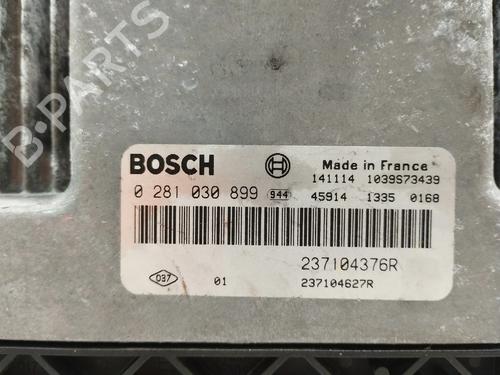 B-PARTS
BOSCH
Made in France
141114 1039S73439
0 281 030 899 944 45914 1335 0168
237104376R
037 01 237104627R